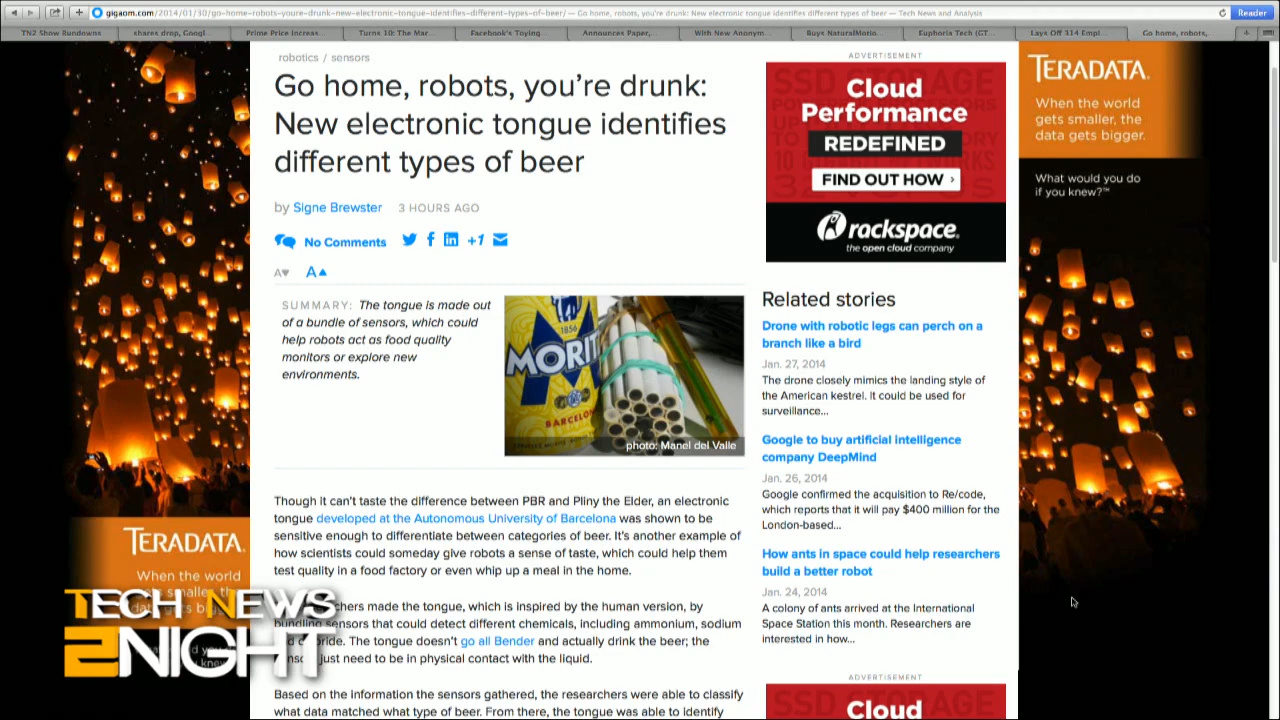 gigaom.com/2014/01/30/go-home-robots-youre-drunk-new-electronic-tongue-identifies-different-types-of-beer/ — Go home, robots, you're drunk: New electronic tongue identifies different types of beer — Tech News and Analysis
Reader
TN2 Show Rundowns
shares drop, Googl...
Prime Price Increas...
Turns 10: The Mar...
Facebook's Toying...
Announces Paper,...
With New Anonym...
Buys NaturalMotio...
Euphoria Tech (GT...
Lays Off 314 Empl...
Go home, robots,...
robotics / sensors
Go home, robots, you're drunk:
New electronic tongue identifies
different types of beer
by Signe Brewster 3 HOURS AGO
No Comments
+1
A
A
SUMMARY: The tongue is made out
of a bundle of sensors, which could
help robots act as food quality
monitors or explore new
environments.
1856
MORIT
BARCELON
photo: Manel del Valle
Though it can't taste the difference between PBR and Pliny the Elder, an electronic
tongue developed at the Autonomous University of Barcelona was shown to be
sensitive enough to differentiate between categories of beer. It's another example of
how scientists could someday give robots a sense of taste, which could help them
test quality in a food factory or even whip up a meal in the home.
chers made the tongue, which is inspired by the human version, by
bundling sensors that could detect different chemicals, including ammonium, sodium
ride. The tongue doesn't go all Bender and actually drink the beer; the
just need to be in physical contact with the liquid.
Based on the information the sensors gathered, the researchers were able to classify
what data matched what type of beer. From there, the tongue was able to identify
ADVERTISEMENT
SSD STORAGE
Cloud
Performance
REDEFINED
FIND OUT HOW ›
rackspace.
the open cloud company
Related stories
Drone with robotic legs can perch on a
branch like a bird
Jan. 27, 2014
The drone closely mimics the landing style of
the American kestrel. It could be used for
surveillance...
Google to buy artificial intelligence
company DeepMind
Jan. 26, 2014
Google confirmed the acquisition to Re/code,
which reports that it will pay $400 million for the
London-based...
How ants in space could help researchers
build a better robot
Jan. 24, 2014
A colony of ants arrived at the International
Space Station this month. Researchers are
interested in how...
ADVERTISEMENT
SSD STORAGE
Cloud
TERADATA.
When the world
gets smaller, the
data gets bigger.
What would you do
if you knew?™
TERADATA.
When the world
TECH NEWS
2NIGHT